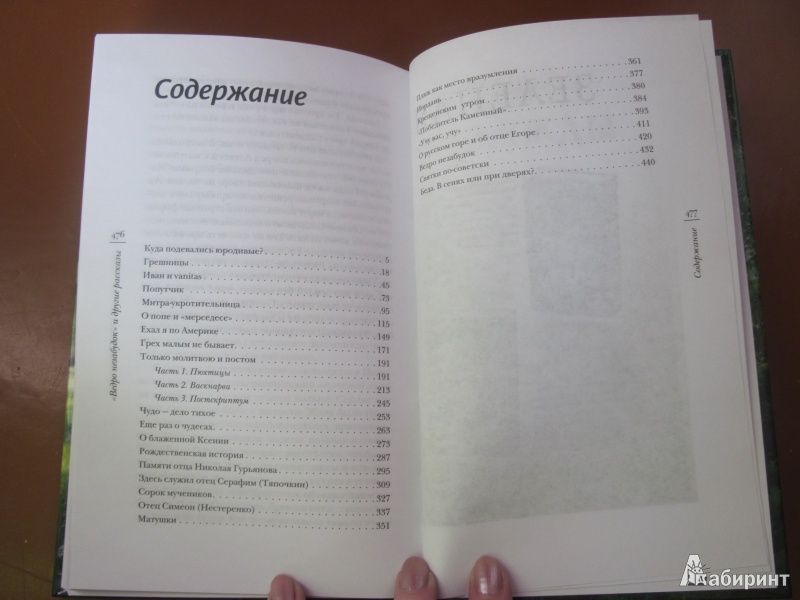 Содержание
476
«Ведро незабудок» и другие рассказы
Куда подевались юродивые? 5
Грешницы 18
Иван и vanitas 45
Попутчик 73
Митра-укротительница 95
О попе и «мерседесе» 115
Ехал я по Америке 149
Грех малым не бывает 171
Только молитвою и постом 191
Часть 1. Пюхтицы 191
Часть 2. Васкнарва 213
Часть 3. Постскриптум 245
Чудо – дело тихое 253
Еще раз о чудесах 263
О блаженной Ксении 273
Рождественская история 287
Памяти отца Николая Гурьянова 295
Здесь служил отец Серафим (Тяпочкин) 309
Сорок мучеников 327
Отец Симеон (Нестеренко) 337
Матушки 351
Пляж как место вразумления 361
Иордань 377
Крещенским утром 380
«Победитель Каменный» 384
«Учу вас, учу» 393
О русском горе и об отце Егоре 411
Ведро незабудок 420
Святки по-советски 432
Беда. В сенях или при дверях? 440
477
Содержание
Лабиринт